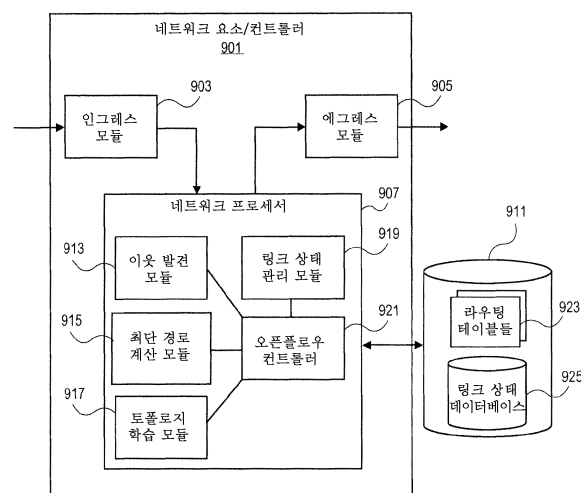 네트워크 요소/컨트롤러
901
903
인그레스
모듈
905
에그레스
모듈
907
네트워크 프로세서
913
이웃 발견
모듈
919
링크 상태
관리 모듈
915
최단 경로
계산 모듈
921
오픈플로우
컨트롤러
917
토폴로지
학습 모듈
911
라우팅
테이블들
923
링크 상태
데이터베이스
925